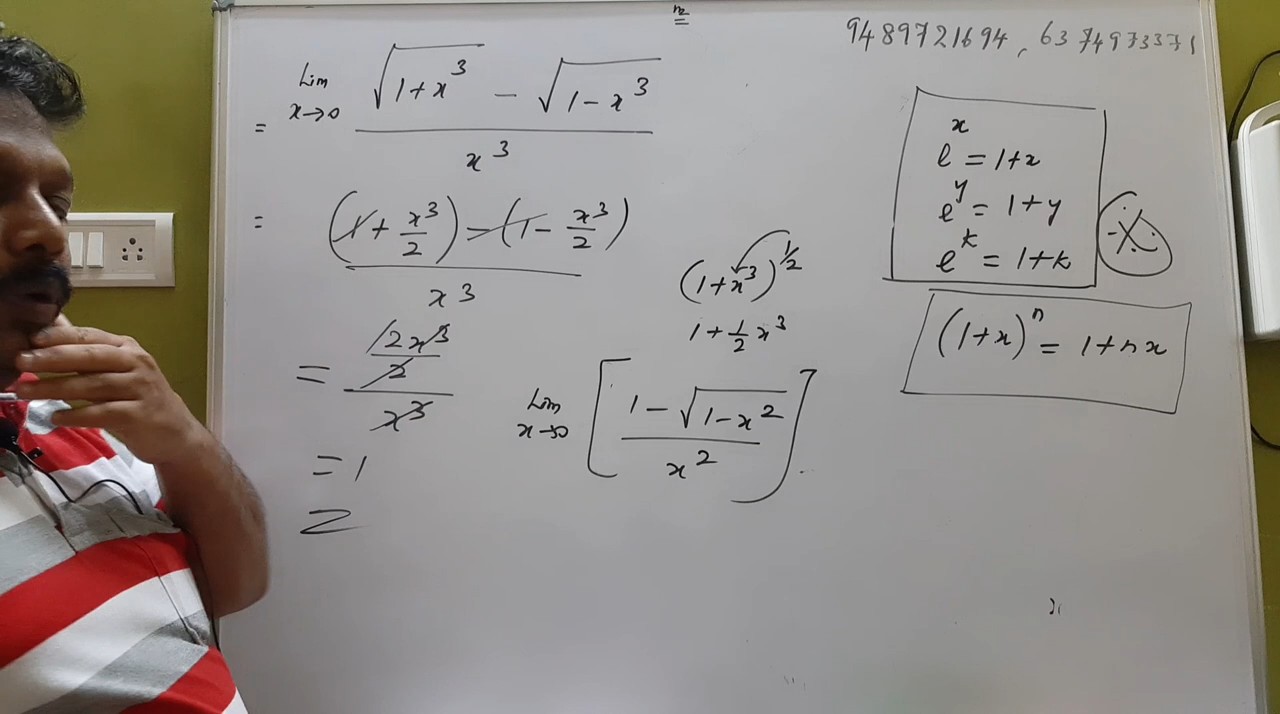 9489721694, 6374973371
= Lim x→0 (√(1+x³) − √(1−x³)) / x³
= ((1 + x³/2) − (1 − x³/2)) / x³
= (2x³/2) / x³
= 1
(1+x³)^(1/2)
1 + 1/2 x³
Lim x→0 [(1 − √(1−x²)) / x²]
e^x = 1+x
e^y = 1+y
e^k = 1+k
(1+x)^n = 1+nx